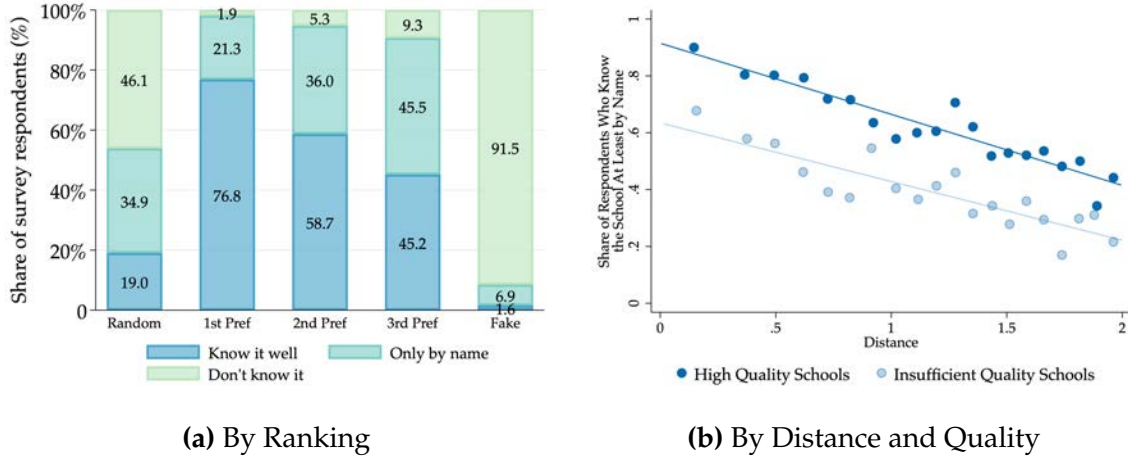 Share of survey respondents (%)
100%
80%
60%
40%
20%
0
46.1
34.9
19.0
1.9
21.3
76.8
5.3
36.0
58.7
9.3
45.5
45.2
91.5
6.9
1.6
Random 1st Pref 2nd Pref 3rd Pref Fake
Know it well Only by name
Don't know it
(a) By Ranking
Share of Respondents Who Know
the School At Least by Name
1
.8
.6
.4
.2
0
0 .5 1 1.5 2
Distance
High Quality Schools Insufficient Quality Schools
(b) By Distance and Quality